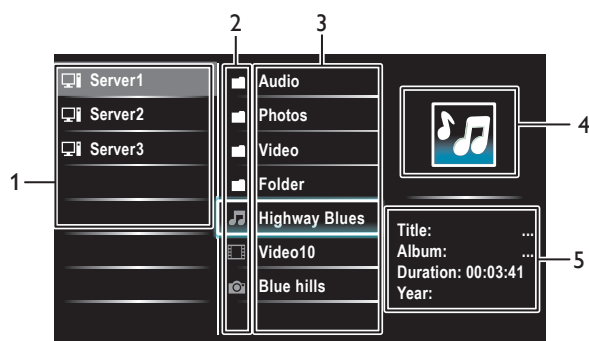 2 3
Server1
Server2
Server3
Audio
Photos
Video
Folder
Highway Blues
Video10
Blue hills
1
4
Title: ...
Album: ...
Duration: 00:03:41
Year:
5